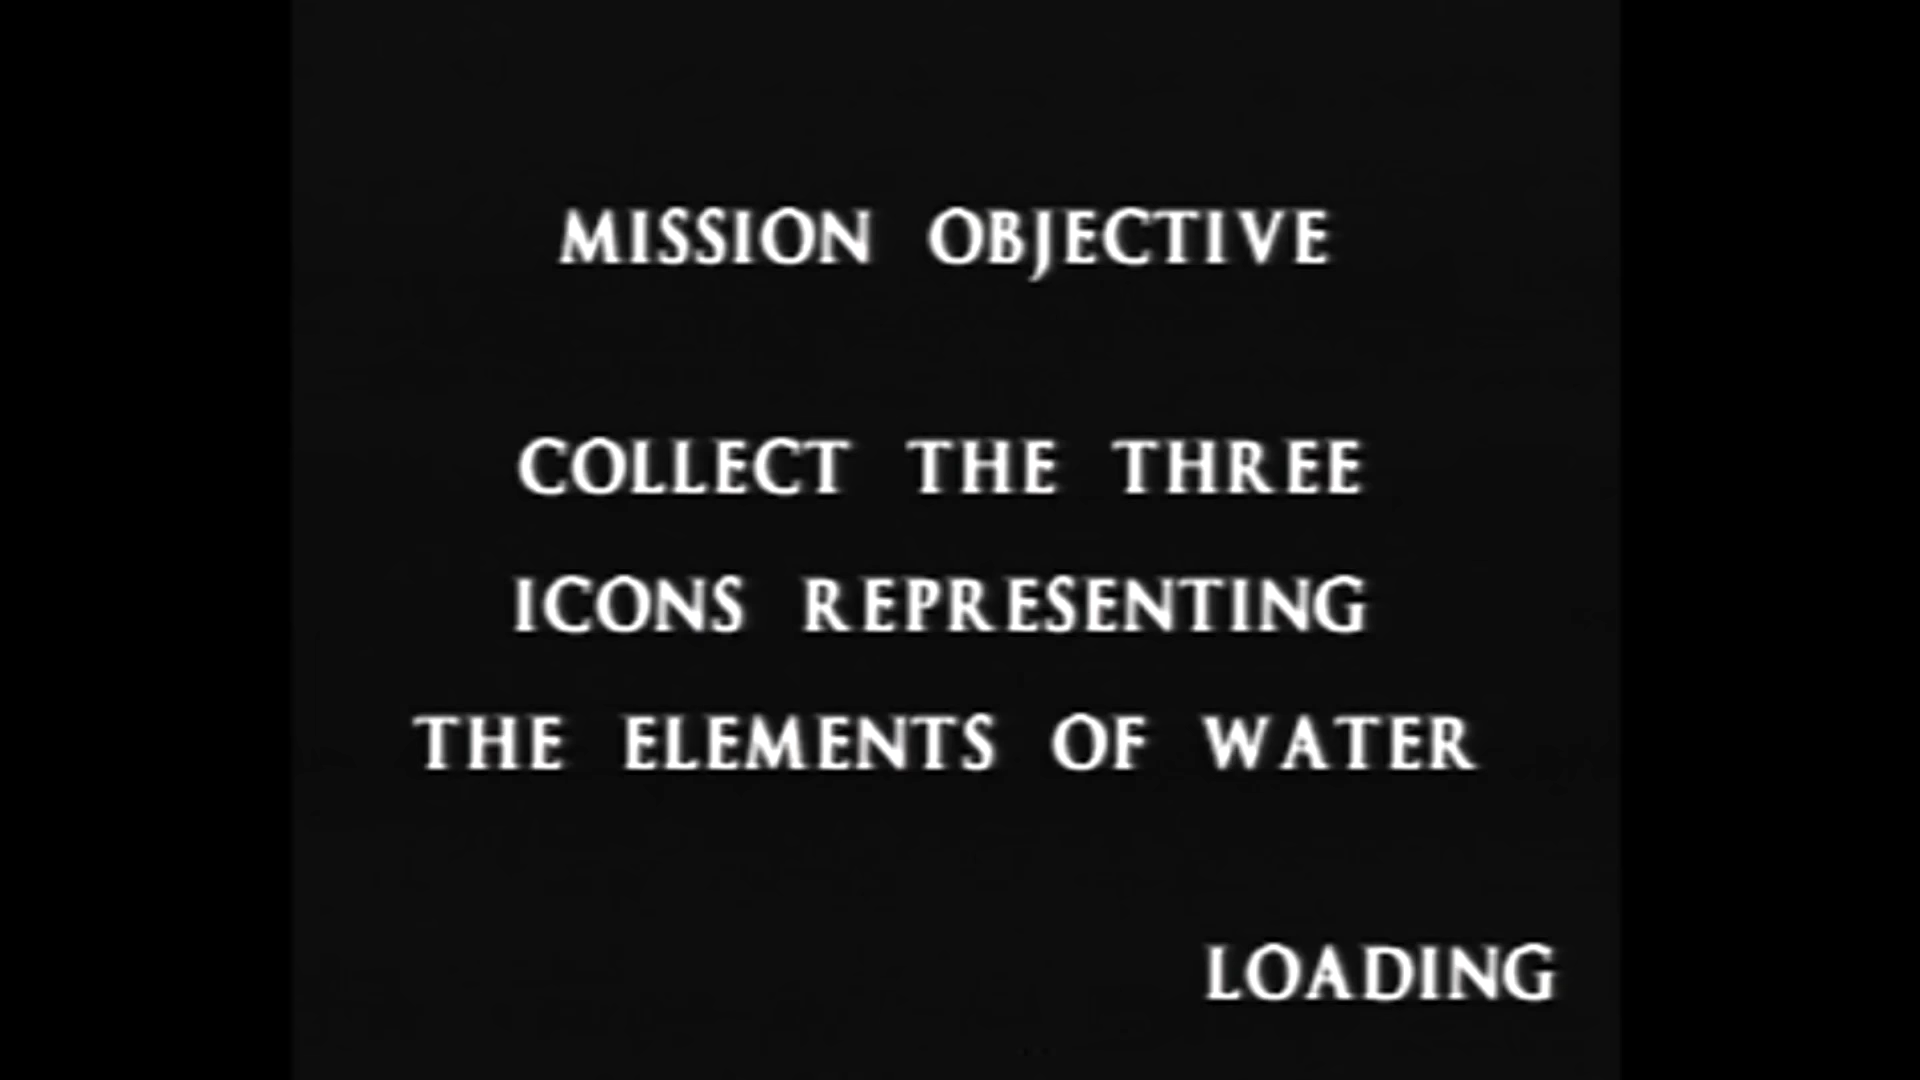 MISSION OBJECTIVE
COLLECT THE THREE
ICONS REPRESENTING
THE ELEMENTS OF WATER
LOADING